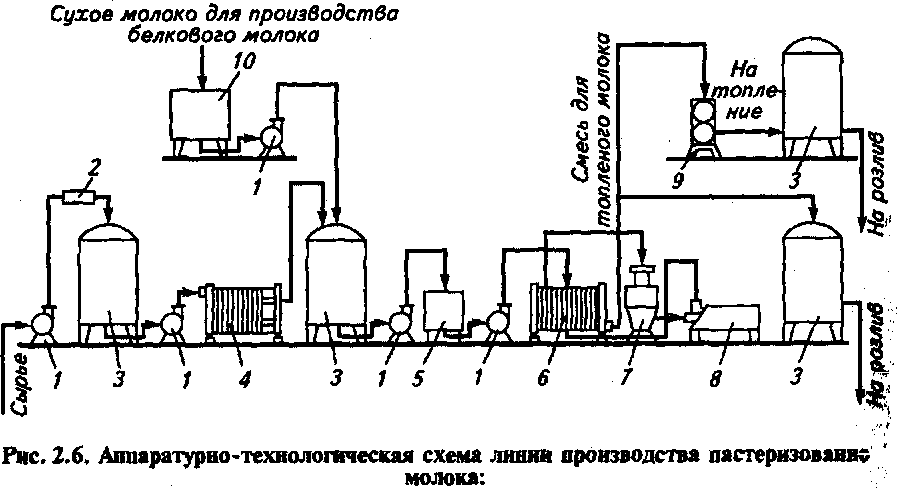 Сухое молоко для производства
белкового молока
10
1
2
Смесь для
топленого молока
На
топле-
ние
9
3
На розлив
Сырье
1
3
1
4
3
1
5
1
6
7
8
3
На розлив
Рис. 2.6. Аппаратурно-технологическая схема линии производства пастеризованно
молока: